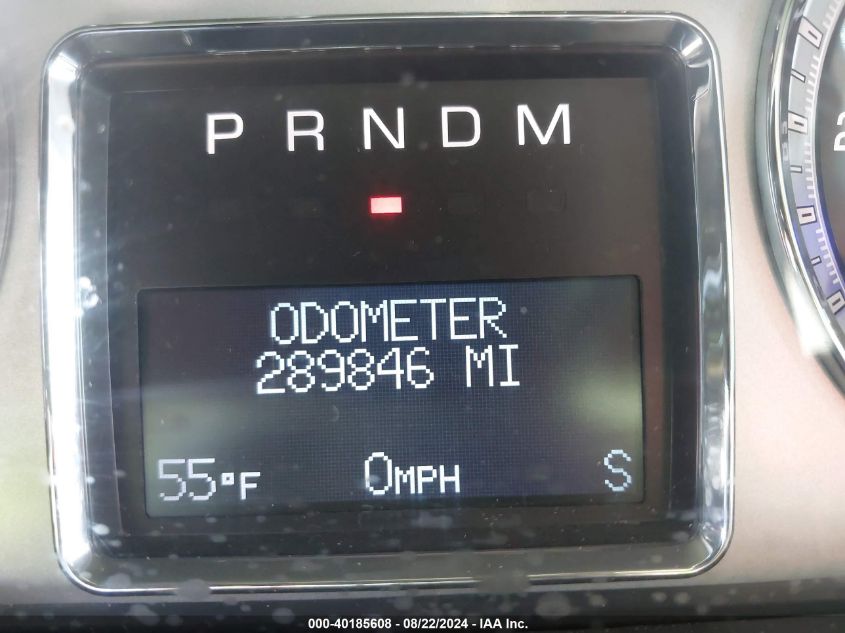 P R N D M
ODOMETER
289846 MI
55°F 0MPH S
000-40185608 - 08/22/2024 - IAA Inc.